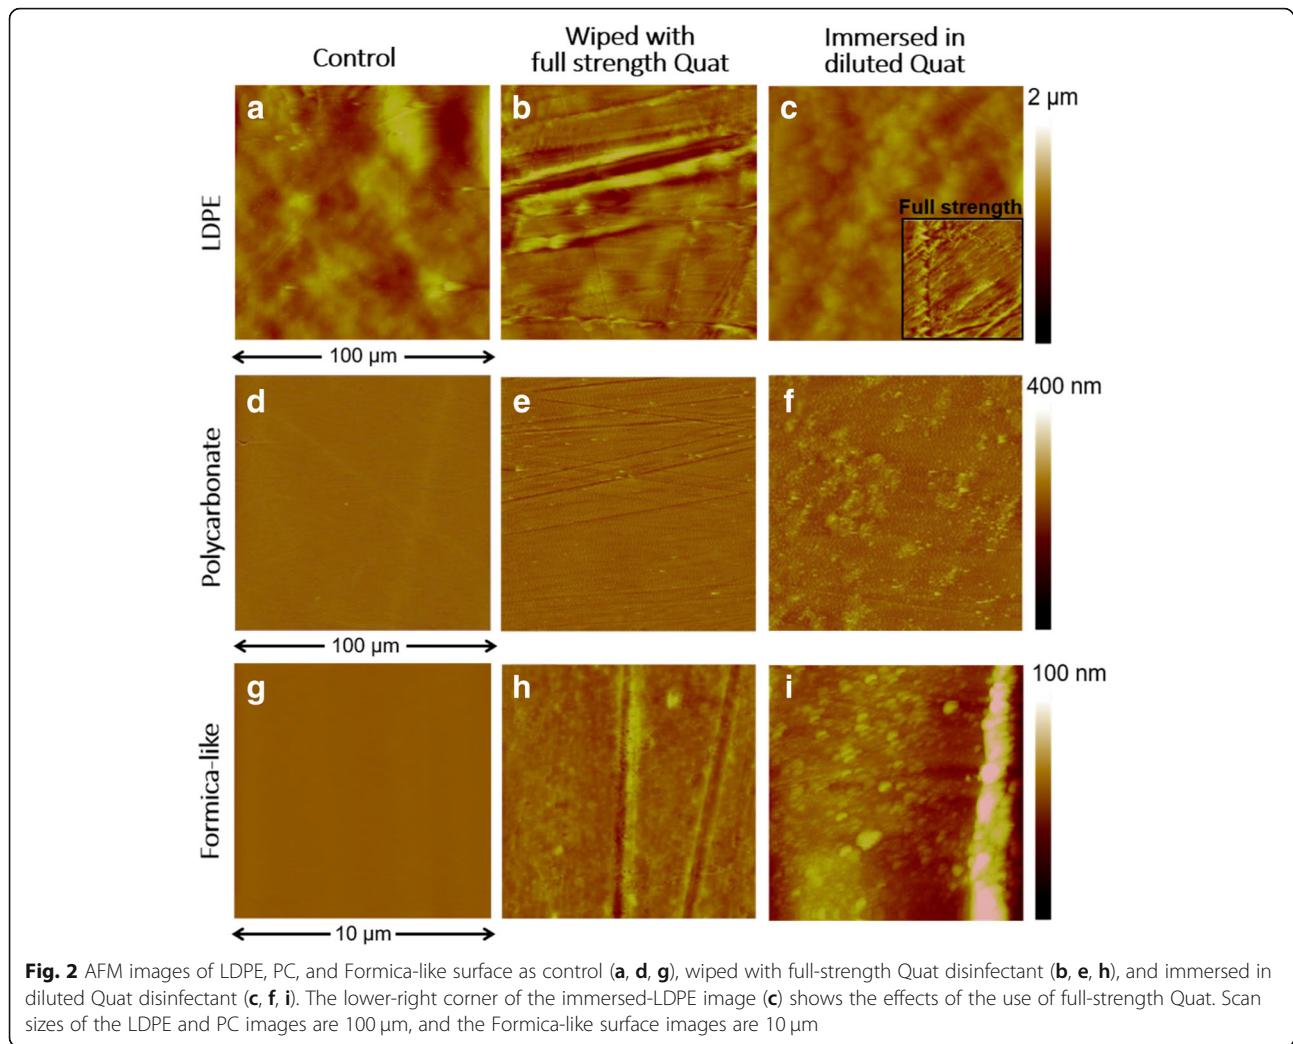 Control
Wiped with
full strength Quat
Immersed in
diluted Quat
LDPE
a
b
c
Full strength
2 µm
100 µm
Polycarbonate
d
e
f
400 nm
100 µm
Formica-like
g
h
i
100 nm
10 µm
Fig. 2 AFM images of LDPE, PC, and Formica-like surface as control (a, d, g), wiped with full-strength Quat disinfectant (b, e, h), and immersed in
diluted Quat disinfectant (c, f, i). The lower-right corner of the immersed-LDPE image (c) shows the effects of the use of full-strength Quat. Scan
sizes of the LDPE and PC images are 100 µm, and the Formica-like surface images are 10 µm